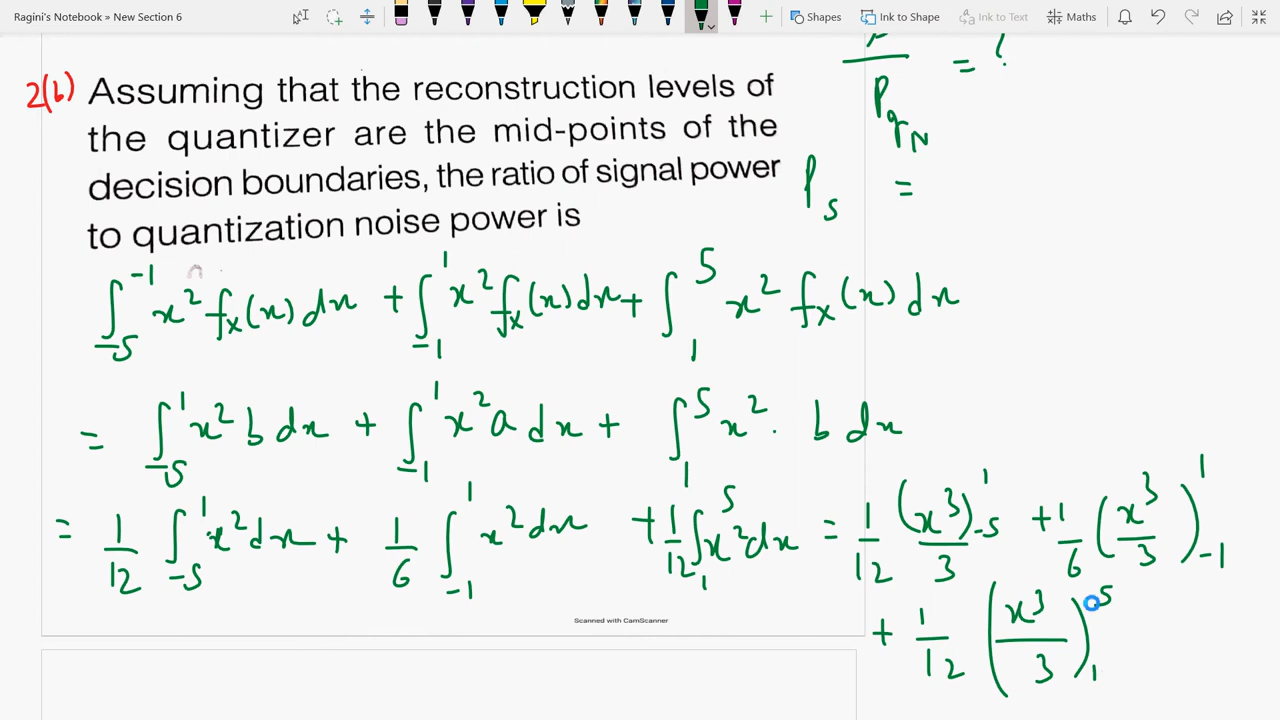 Ragini's Notebook » New Section 6
Shapes Ink to Shape Ink to Text Maths
P_{qN} = ?
2(b) Assuming that the reconstruction levels of
the quantizer are the mid-points of the
decision boundaries, the ratio of signal power
to quantization noise power is
P_s =
∫_{-5}^{-1} x² f_x(x) dx + ∫_{-1}^{1} x² f_x(x) dx + ∫_{1}^{5} x² f_x(x) dx
= ∫_{-5}^{1} x² b dx + ∫_{-1}^{1} x² a dx + ∫_{1}^{5} x² . b dx
= 1/12 ∫_{-5}^{1} x² dx + 1/6 ∫_{-1}^{1} x² dx + 1/12 ∫_{1}^{5} x² dx = 1/12 (x³/3)_{-5}^{1} + 1/6 (x³/3)_{-1}^{1}
+ 1/12 (x³/3)_{1}^{5}
Scanned with CamScanner